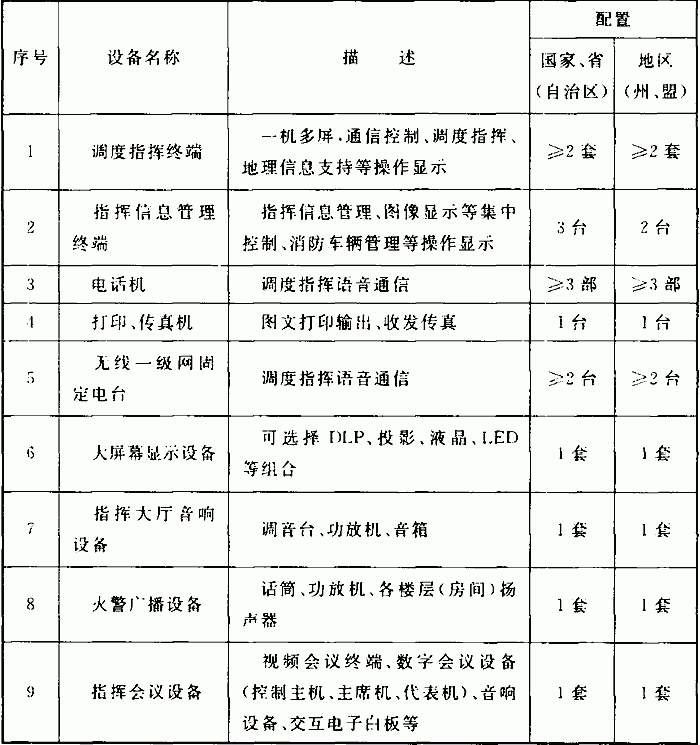 序号 设备名称 描 述 配置
国家、省(自治区) 地区(州、盟)
1 调度指挥终端 一机多屏,通信控制、调度指挥、
地理信息支持等操作显示 ≥2套 ≥2套
2 指挥信息管理
终端 指挥信息管理、图像显示等集中
控制、消防车辆管理等操作显示 3台 2台
3 电话机 调度指挥语音通信 ≥3部 ≥3部
4 打印、传真机 图文打印输出、收发传真 1台 1台
5 无线一级网固
定电台 调度指挥语音通信 ≥2台 ≥2台
6 大屏幕显示设备 可选择DLP、投影、液晶、LED
等组合 1套 1套
7 指挥大厅音响
设备 调音台、功放机、音箱 1套 1套
8 火警广播设备 话筒、功放机、各楼层(房间)扬
声器 1套 1套
9 指挥会议设备 视频会议终端、数字会议设备
(控制主机、主席机、代表机)、音响
设备、交互电子白板等 1套 1套